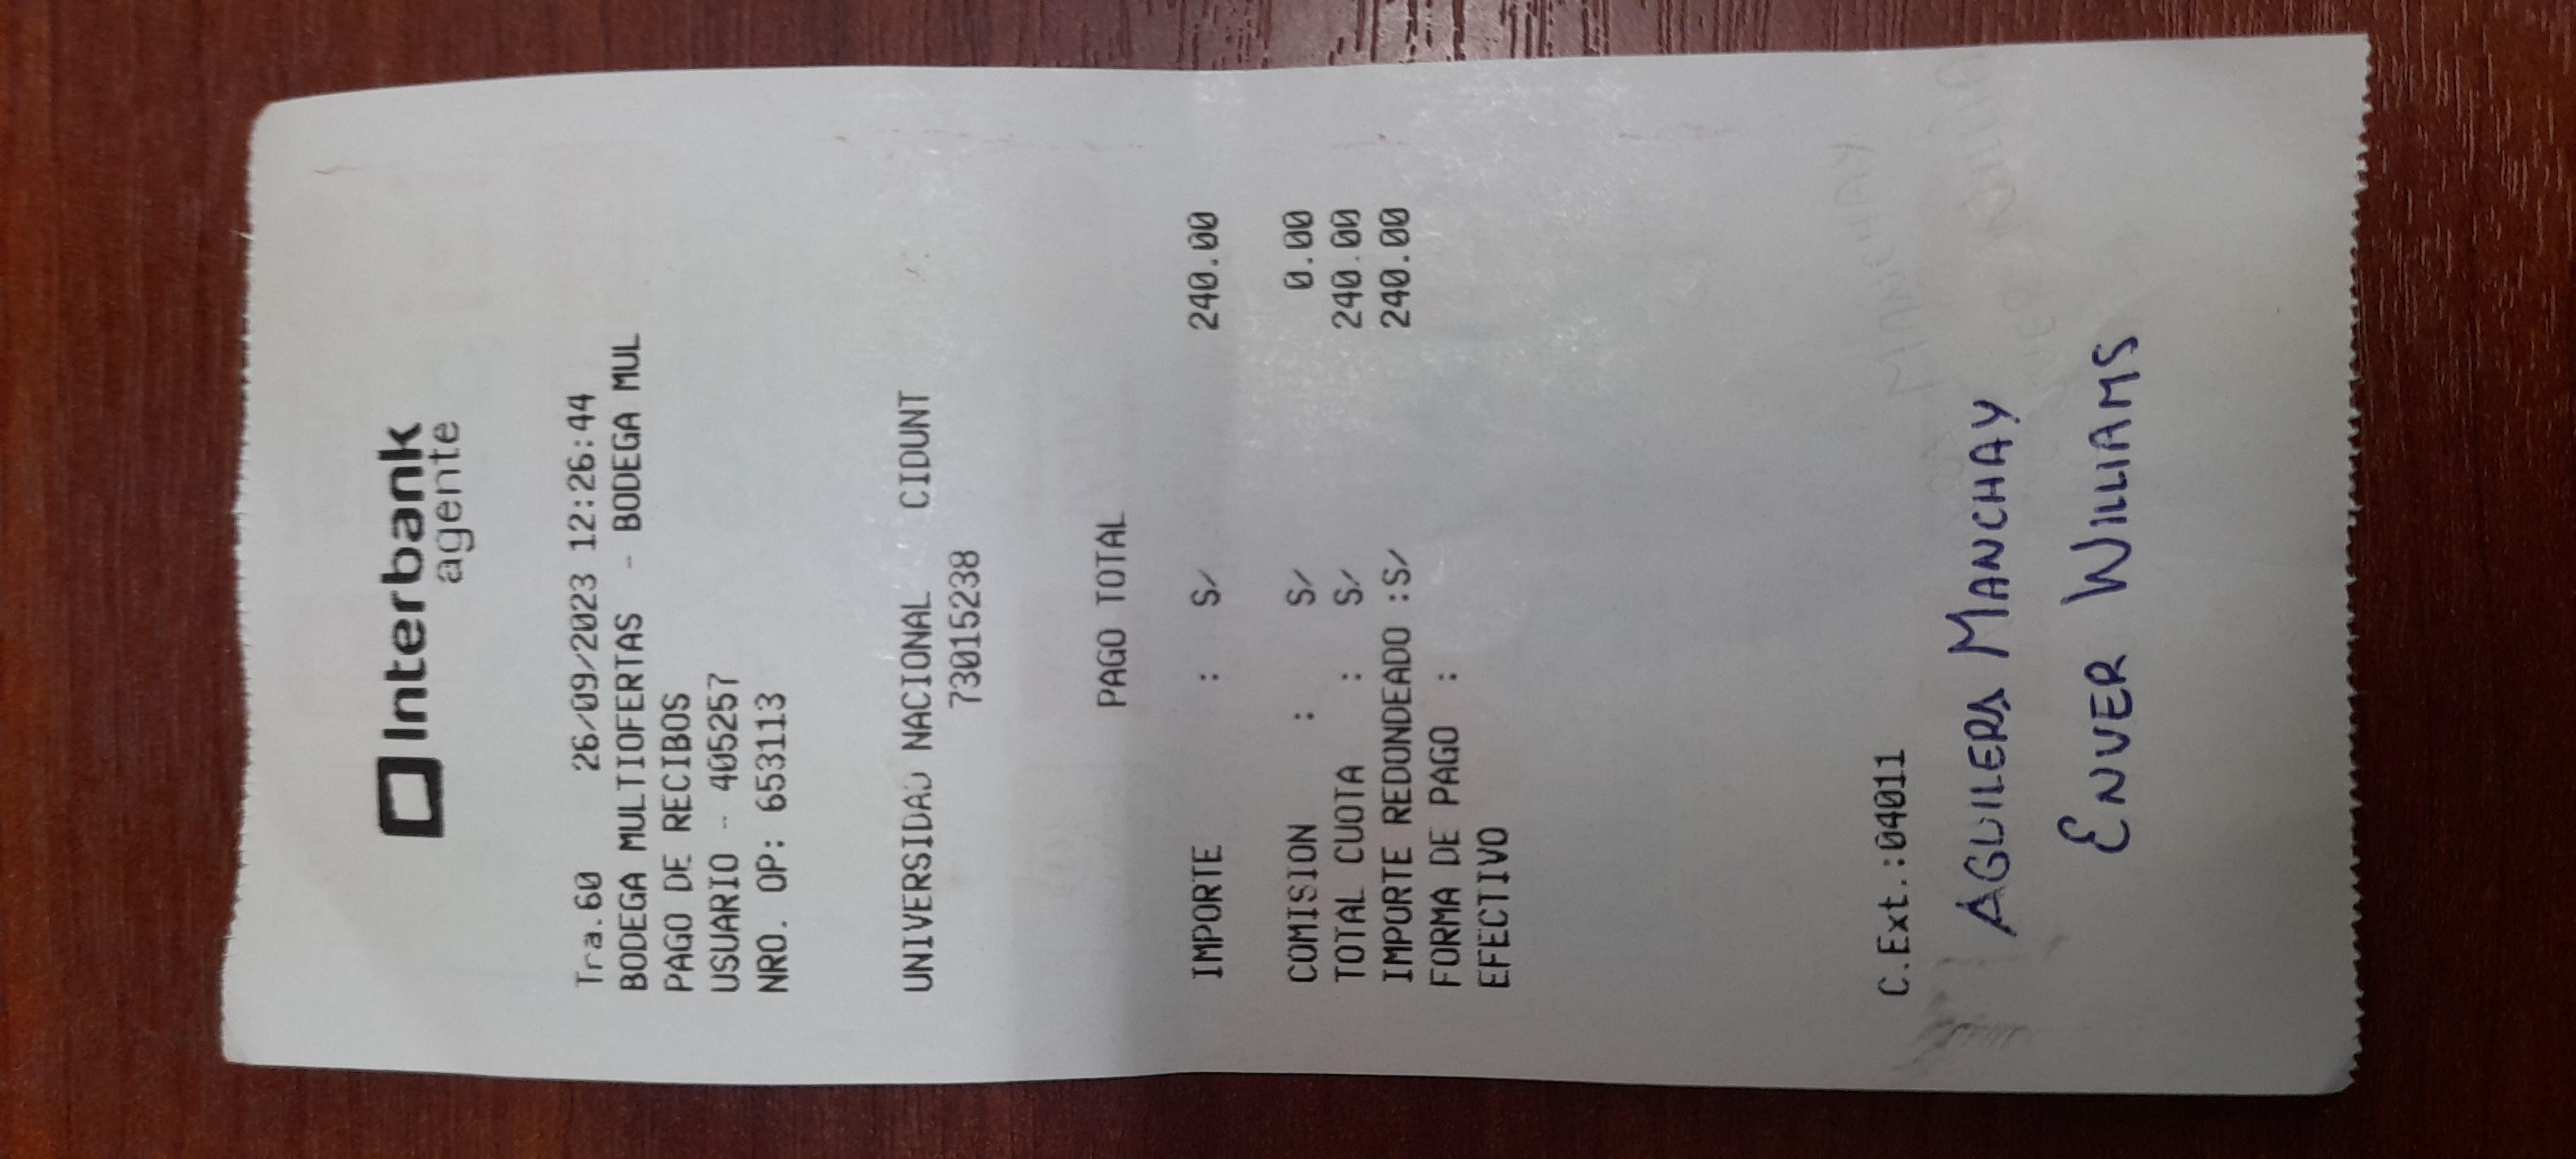 Interbank
agente
Tra.60 26/09/2023 12:26:44
BODEGA MULTIOFERTAS - BODEGA MUL
PAGO DE RECIBOS
USUARIO - 405257
NRO. OP: 653113
UNIVERSIDAD NACIONAL CIDUNT
73015238
PAGO TOTAL
IMPORTE : S/ 240.00
COMISION : S/ 0.00
TOTAL CUOTA : S/ 240.00
IMPORTE REDONDEADO :S/ 240.00
FORMA DE PAGO :
EFECTIVO
C.Ext.:04011
AGUILERA MANCHAY
ENVER WILLIAMS